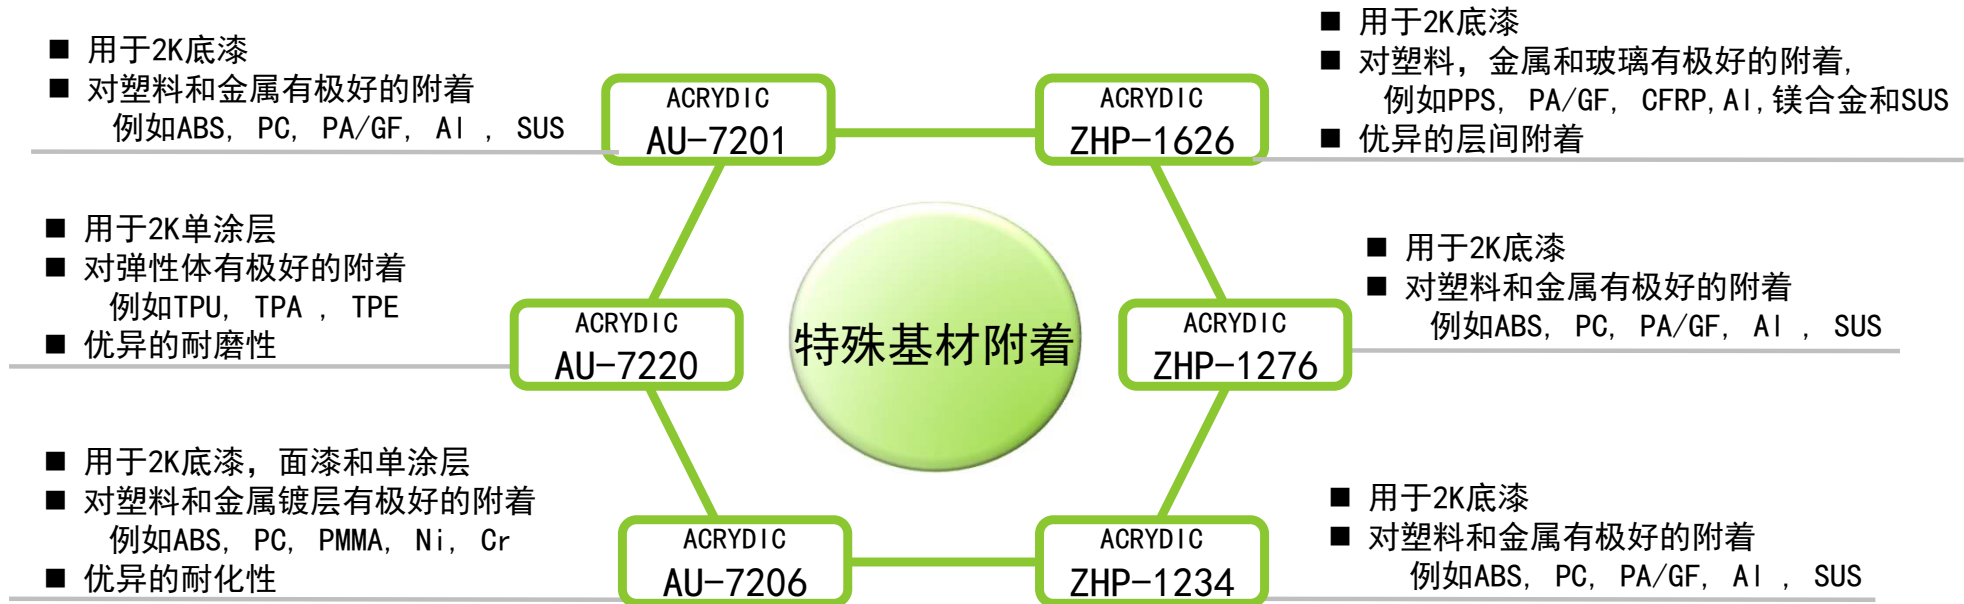 ■ 用于2K底漆
■ 对塑料和金属有极好的附着
例如ABS, PC, PA/GF, Al , SUS
ACRYDIC
AU-7201
ACRYDIC
ZHP-1626
■ 用于2K底漆
■ 对塑料，金属和玻璃有极好的附着,
例如PPS, PA/GF, CFRP,Al,镁合金和SUS
■ 优异的层间附着
■ 用于2K单涂层
■ 对弹性体有极好的附着
例如TPU, TPA , TPE
■ 优异的耐磨性
ACRYDIC
AU-7220
特殊基材附着
ACRYDIC
ZHP-1276
■ 用于2K底漆
■ 对塑料和金属有极好的附着
例如ABS, PC, PA/GF, Al , SUS
■ 用于2K底漆，面漆和单涂层
■ 对塑料和金属镀层有极好的附着
例如ABS, PC, PMMA, Ni, Cr
■ 优异的耐化性
ACRYDIC
AU-7206
ACRYDIC
ZHP-1234
■ 用于2K底漆
■ 对塑料和金属有极好的附着
例如ABS, PC, PA/GF, Al , SUS